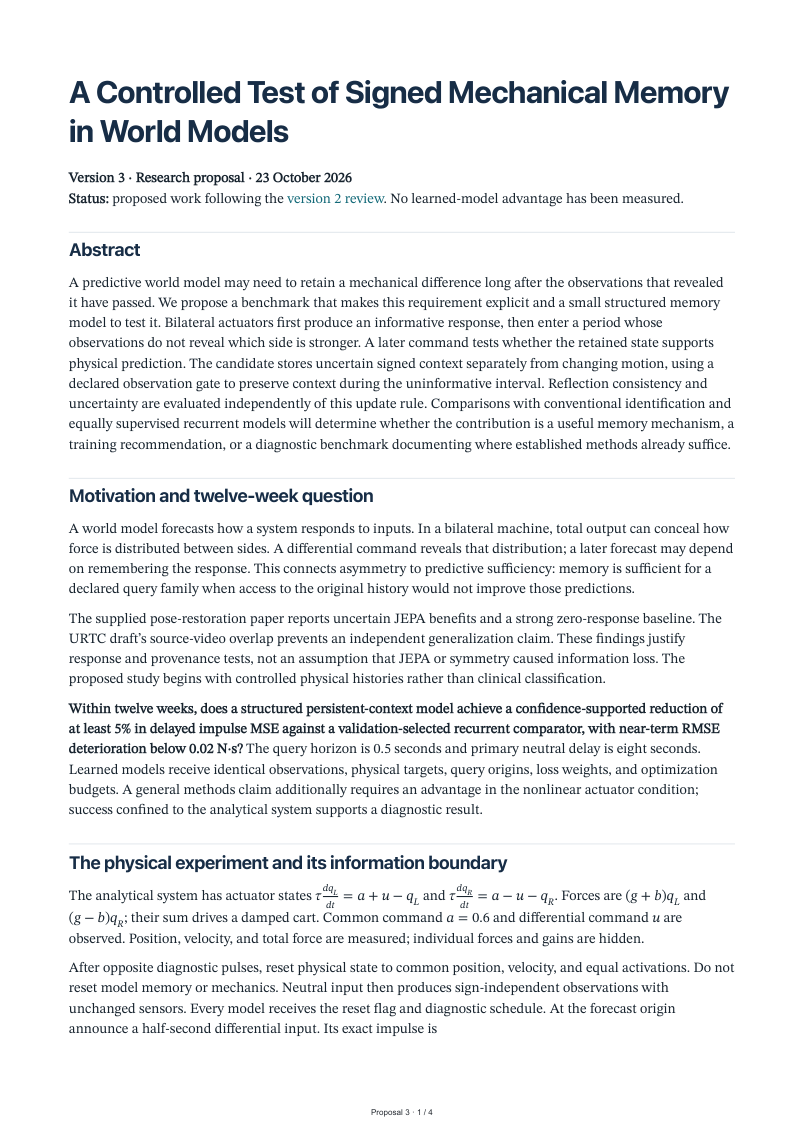 A Controlled Test of Signed Mechanical Memory
in World Models
Version 3 · Research proposal · 23 October 2026
Status: proposed work following the version 2 review. No learned-model advantage has been measured.
Abstract
A predictive world model may need to retain a mechanical difference long after the observations that revealed
it have passed. We propose a benchmark that makes this requirement explicit and a small structured memory
model to test it. Bilateral actuators first produce an informative response, then enter a period whose
observations do not reveal which side is stronger. A later command tests whether the retained state supports
physical prediction. The candidate stores uncertain signed context separately from changing motion, using a
declared observation gate to preserve context during the uninformative interval. Reflection consistency and
uncertainty are evaluated independently of this update rule. Comparisons with conventional identification and
equally supervised recurrent models will determine whether the contribution is a useful memory mechanism, a
training recommendation, or a diagnostic benchmark documenting where established methods already suffice.
Motivation and twelve-week question
A world model forecasts how a system responds to inputs. In a bilateral machine, total output can conceal how
force is distributed between sides. A differential command reveals that distribution; a later forecast may depend
on remembering the response. This connects asymmetry to predictive sufficiency: memory is sufficient for a
declared query family when access to the original history would not improve those predictions.
The supplied pose-restoration paper reports uncertain JEPA benefits and a strong zero-response baseline. The
URTC draft’s source-video overlap prevents an independent generalization claim. These findings justify
response and provenance tests, not an assumption that JEPA or symmetry caused information loss. The
proposed study begins with controlled physical histories rather than clinical classification.
Within twelve weeks, does a structured persistent-context model achieve a confidence-supported reduction of
at least 5% in delayed impulse MSE against a validation-selected recurrent comparator, with near-term RMSE
deterioration below 0.02 N·s? The query horizon is 0.5 seconds and primary neutral delay is eight seconds.
Learned models receive identical observations, physical targets, query origins, loss weights, and optimization
budgets. A general methods claim additionally requires an advantage in the nonlinear actuator condition;
success confined to the analytical system supports a diagnostic result.
The physical experiment and its information boundary
The analytical system has actuator states τ dq_L/dt = a + u − q_L and τ dq_R/dt = a − u − q_R. Forces are (g + b)q_L and
(g − b)q_R; their sum drives a damped cart. Common command a = 0.6 and differential command u are
observed. Position, velocity, and total force are measured; individual forces and gains are hidden.
After opposite diagnostic pulses, reset physical state to common position, velocity, and equal activations. Do not
reset model memory or mechanics. Neutral input then produces sign-independent observations with
unchanged sensors. Every model receives the reset flag and diagnostic schedule. At the forecast origin
announce a half-second differential input. Its exact impulse is
Proposal 3 · 1 / 4